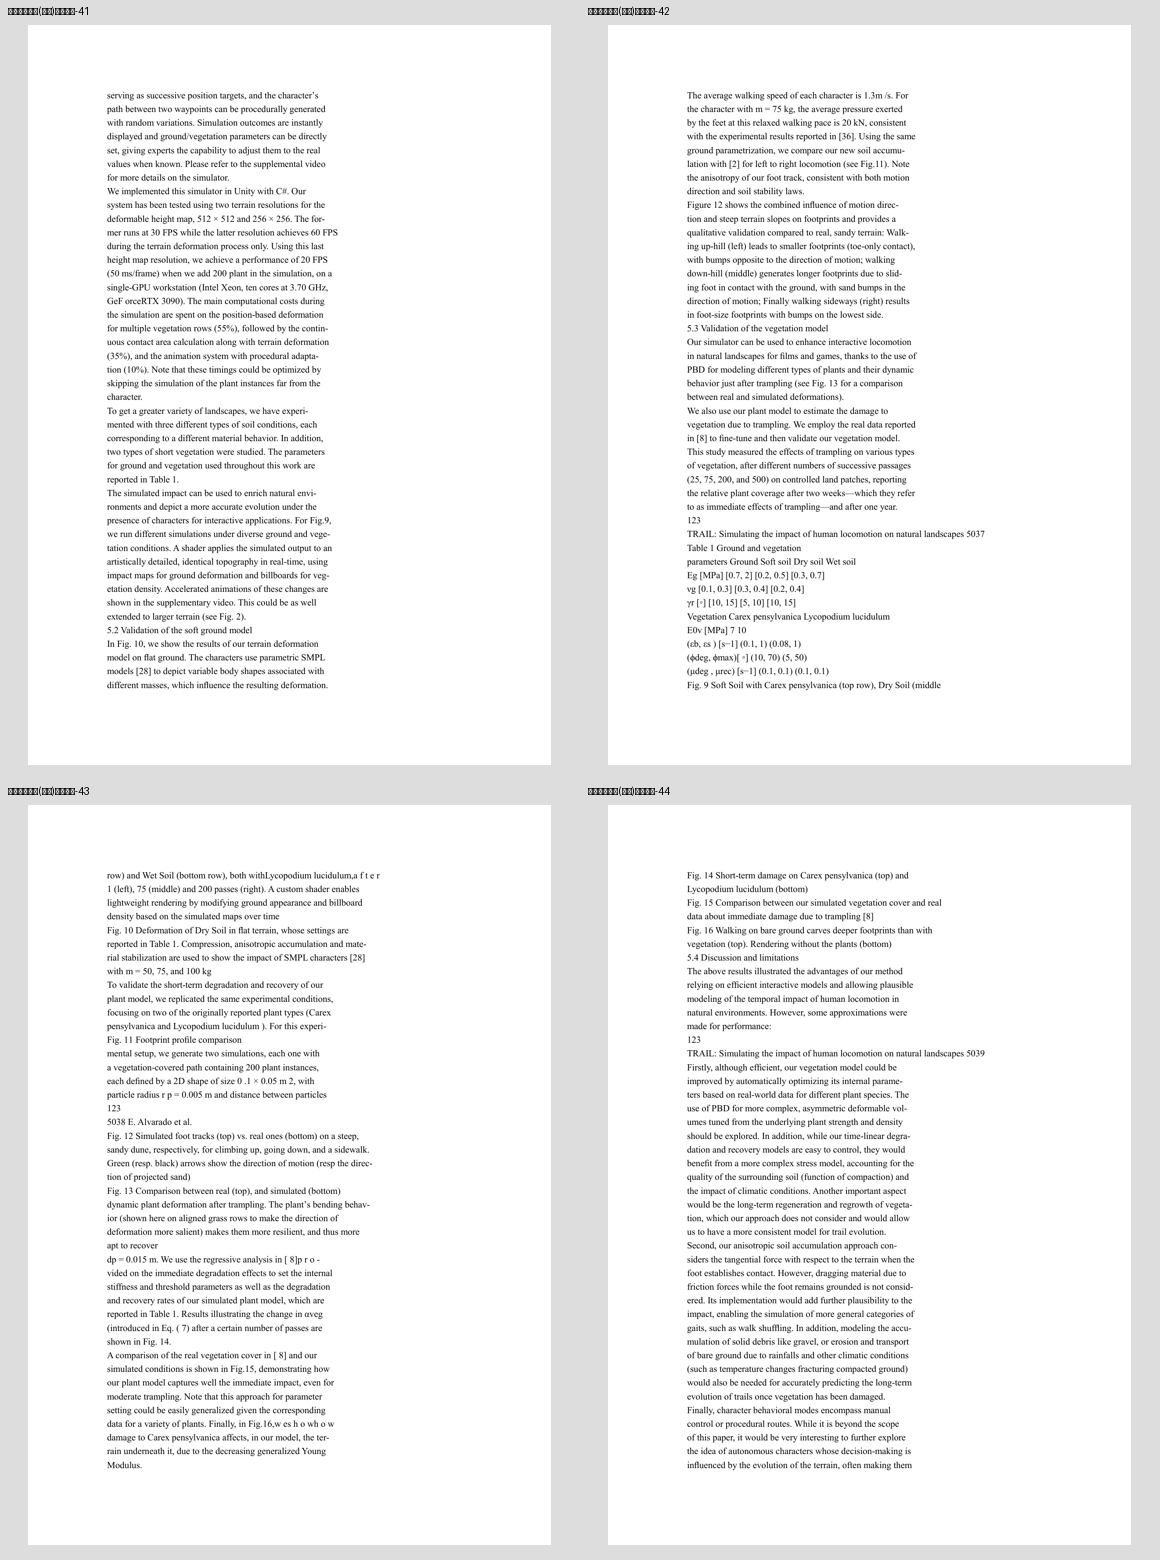 -41
serving as successive position targets, and the character's
path between two waypoints can be procedurally generated
with random variations. Simulation outcomes are instantly
displayed and ground/vegetation parameters can be directly
set, giving experts the capability to adjust them to the real
values when known. Please refer to the supplemental video
for more details on the simulator.
We implemented this simulator in Unity with C#. Our
system has been tested using two terrain resolutions for the
deformable height map, 512 × 512 and 256 × 256. The for-
mer runs at 30 FPS while the latter resolution achieves 60 FPS
during the terrain deformation process only. Using this last
height map resolution, we achieve a performance of 20 FPS
(50 ms/frame) when we add 200 plant in the simulation, on a
single-GPU workstation (Intel Xeon, ten cores at 3.70 GHz,
GeF orceRTX 3090). The main computational costs during
the simulation are spent on the position-based deformation
for multiple vegetation rows (55%), followed by the contin-
uous contact area calculation along with terrain deformation
(35%), and the animation system with procedural adapta-
tion (10%). Note that these timings could be optimized by
skipping the simulation of the plant instances far from the
character.
To get a greater variety of landscapes, we have experi-
mented with three different types of soil conditions, each
corresponding to a different material behavior. In addition,
two types of short vegetation were studied. The parameters
for ground and vegetation used throughout this work are
reported in Table 1.
The simulated impact can be used to enrich natural envi-
ronments and depict a more accurate evolution under the
presence of characters for interactive applications. For Fig.9,
we run different simulations under diverse ground and vege-
tation conditions. A shader applies the simulated output to an
artistically detailed, identical topography in real-time, using
impact maps for ground deformation and billboards for veg-
etation density. Accelerated animations of these changes are
shown in the supplementary video. This could be as well
extended to larger terrain (see Fig. 2).
5.2 Validation of the soft ground model
In Fig. 10, we show the results of our terrain deformation
model on flat ground. The characters use parametric SMPL
models [28] to depict variable body shapes associated with
different masses, which influence the resulting deformation.
-42
The average walking speed of each character is 1.3m /s. For
the character with m = 75 kg, the average pressure exerted
by the feet at this relaxed walking pace is 20 kN, consistent
with the experimental results reported in [36]. Using the same
ground parametrization, we compare our new soil accumu-
lation with [2] for left to right locomotion (see Fig.11). Note
the anisotropy of our foot track, consistent with both motion
direction and soil stability laws.
Figure 12 shows the combined influence of motion direc-
tion and steep terrain slopes on footprints and provides a
qualitative validation compared to real, sandy terrain: Walk-
ing up-hill (left) leads to smaller footprints (toe-only contact),
with bumps opposite to the direction of motion; walking
down-hill (middle) generates longer footprints due to slid-
ing foot in contact with the ground, with sand bumps in the
direction of motion; Finally walking sideways (right) results
in foot-size footprints with bumps on the lowest side.
5.3 Validation of the vegetation model
Our simulator can be used to enhance interactive locomotion
in natural landscapes for films and games, thanks to the use of
PBD for modeling different types of plants and their dynamic
behavior just after trampling (see Fig. 13 for a comparison
between real and simulated deformations).
We also use our plant model to estimate the damage to
vegetation due to trampling. We employ the real data reported
in [8] to fine-tune and then validate our vegetation model.
This study measured the effects of trampling on various types
of vegetation, after different numbers of successive passages
(25, 75, 200, and 500) on controlled land patches, reporting
the relative plant coverage after two weeks—which they refer
to as immediate effects of trampling—and after one year.
123
TRAIL: Simulating the impact of human locomotion on natural landscapes 5037
Table 1 Ground and vegetation
parameters Ground Soft soil Dry soil Wet soil
Eg [MPa] [0.7, 2] [0.2, 0.5] [0.3, 0.7]
νg [0.1, 0.3] [0.3, 0.4] [0.2, 0.4]
γr [◦] [10, 15] [5, 10] [10, 15]
Vegetation Carex pensylvanica Lycopodium lucidulum
E0v [MPa] 7 10
(εb, εs ) [s−1] (0.1, 1) (0.08, 1)
(ϕdeg, ϕmax)[ ◦] (10, 70) (5, 50)
(μdeg , μrec) [s−1] (0.1, 0.1) (0.1, 0.1)
Fig. 9 Soft Soil with Carex pensylvanica (top row), Dry Soil (middle
-43
row) and Wet Soil (bottom row), both withLycopodium lucidulum,a f t e r
1 (left), 75 (middle) and 200 passes (right). A custom shader enables
lightweight rendering by modifying ground appearance and billboard
density based on the simulated maps over time
Fig. 10 Deformation of Dry Soil in flat terrain, whose settings are
reported in Table 1. Compression, anisotropic accumulation and mate-
rial stabilization are used to show the impact of SMPL characters [28]
with m = 50, 75, and 100 kg
To validate the short-term degradation and recovery of our
plant model, we replicated the same experimental conditions,
focusing on two of the originally reported plant types (Carex
pensylvanica and Lycopodium lucidulum ). For this experi-
Fig. 11 Footprint profile comparison
mental setup, we generate two simulations, each one with
a vegetation-covered path containing 200 plant instances,
each defined by a 2D shape of size 0 .1 × 0.05 m 2, with
particle radius r p = 0.005 m and distance between particles
123
5038 E. Alvarado et al.
Fig. 12 Simulated foot tracks (top) vs. real ones (bottom) on a steep,
sandy dune, respectively, for climbing up, going down, and a sidewalk.
Green (resp. black) arrows show the direction of motion (resp the direc-
tion of projected sand)
Fig. 13 Comparison between real (top), and simulated (bottom)
dynamic plant deformation after trampling. The plant's bending behav-
ior (shown here on aligned grass rows to make the direction of
deformation more salient) makes them more resilient, and thus more
apt to recover
dp = 0.015 m. We use the regressive analysis in [ 8]p r o -
vided on the immediate degradation effects to set the internal
stiffness and threshold parameters as well as the degradation
and recovery rates of our simulated plant model, which are
reported in Table 1. Results illustrating the change in αveg
(introduced in Eq. ( 7) after a certain number of passes are
shown in Fig. 14.
A comparison of the real vegetation cover in [ 8] and our
simulated conditions is shown in Fig.15, demonstrating how
our plant model captures well the immediate impact, even for
moderate trampling. Note that this approach for parameter
setting could be easily generalized given the corresponding
data for a variety of plants. Finally, in Fig.16,w es h o wh o w
damage to Carex pensylvanica affects, in our model, the ter-
rain underneath it, due to the decreasing generalized Young
Modulus.
-44
Fig. 14 Short-term damage on Carex pensylvanica (top) and
Lycopodium lucidulum (bottom)
Fig. 15 Comparison between our simulated vegetation cover and real
data about immediate damage due to trampling [8]
Fig. 16 Walking on bare ground carves deeper footprints than with
vegetation (top). Rendering without the plants (bottom)
5.4 Discussion and limitations
The above results illustrated the advantages of our method
relying on efficient interactive models and allowing plausible
modeling of the temporal impact of human locomotion in
natural environments. However, some approximations were
made for performance:
123
TRAIL: Simulating the impact of human locomotion on natural landscapes 5039
Firstly, although efficient, our vegetation model could be
improved by automatically optimizing its internal parame-
ters based on real-world data for different plant species. The
use of PBD for more complex, asymmetric deformable vol-
umes tuned from the underlying plant strength and density
should be explored. In addition, while our time-linear degra-
dation and recovery models are easy to control, they would
benefit from a more complex stress model, accounting for the
quality of the surrounding soil (function of compaction) and
the impact of climatic conditions. Another important aspect
would be the long-term regeneration and regrowth of vegeta-
tion, which our approach does not consider and would allow
us to have a more consistent model for trail evolution.
Second, our anisotropic soil accumulation approach con-
siders the tangential force with respect to the terrain when the
foot establishes contact. However, dragging material due to
friction forces while the foot remains grounded is not consid-
ered. Its implementation would add further plausibility to the
impact, enabling the simulation of more general categories of
gaits, such as walk shuffling. In addition, modeling the accu-
mulation of solid debris like gravel, or erosion and transport
of bare ground due to rainfalls and other climatic conditions
(such as temperature changes fracturing compacted ground)
would also be needed for accurately predicting the long-term
evolution of trails once vegetation has been damaged.
Finally, character behavioral modes encompass manual
control or procedural routes. While it is beyond the scope
of this paper, it would be very interesting to further explore
the idea of autonomous characters whose decision-making is
influenced by the evolution of the terrain, often making them